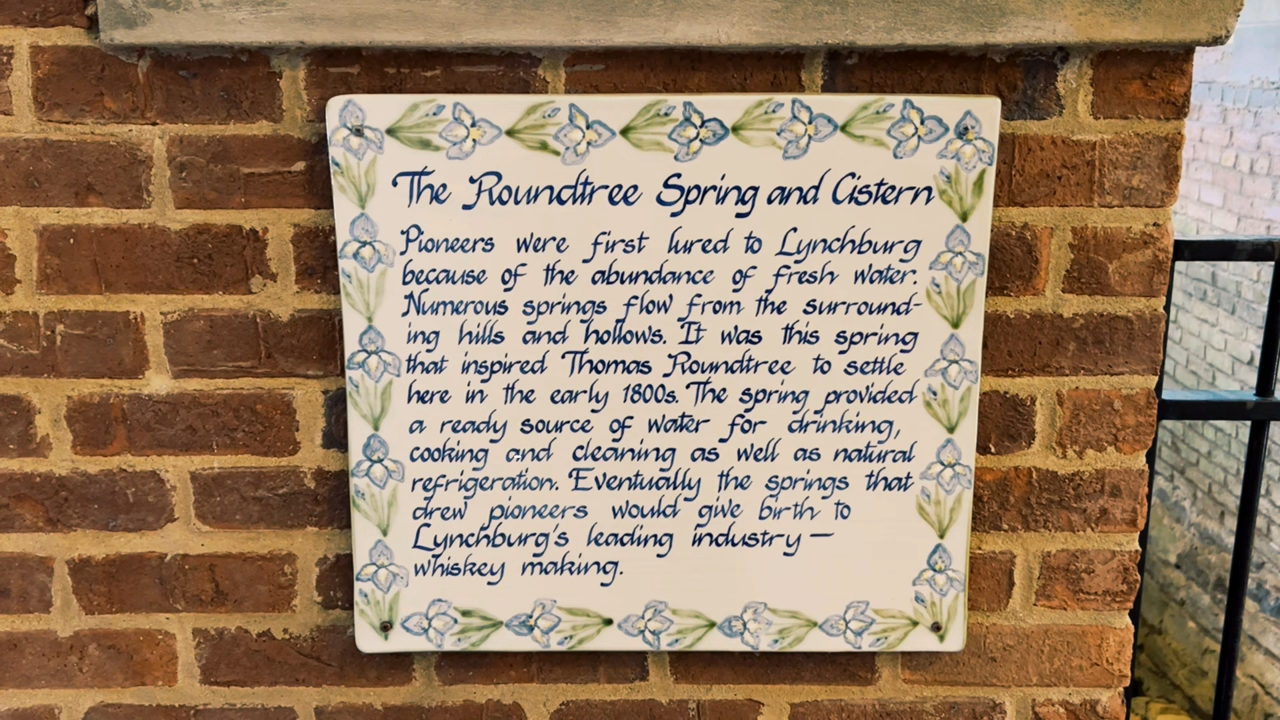 The Roundtree Spring and Cistern
Pioneers were first lured to Lynchburg
because of the abundance of fresh water.
Numerous springs flow from the surround-
ing hills and hollows. It was this spring
that inspired Thomas Roundtree to settle
here in the early 1800s. The spring provided
a ready source of water for drinking,
cooking and cleaning as well as natural
refrigeration. Eventually the springs that
drew pioneers would give birth to
Lynchburg's leading industry —
whiskey making.